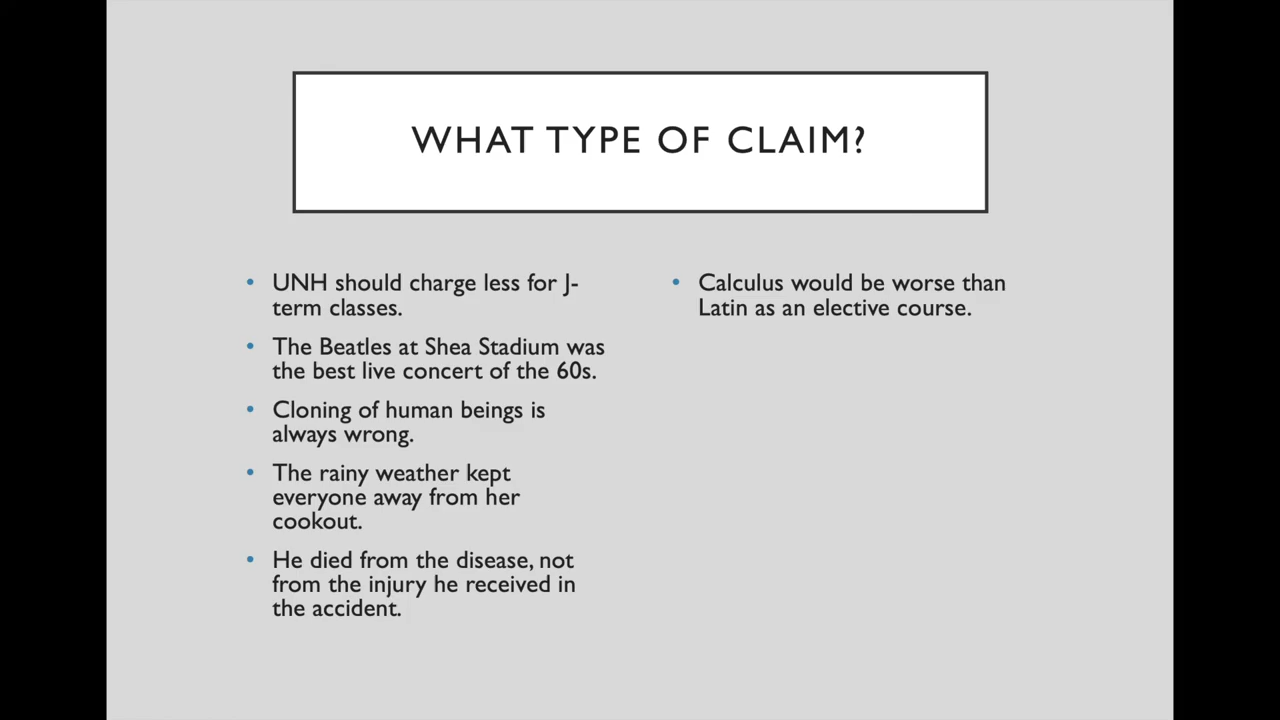 WHAT TYPE OF CLAIM?
• UNH should charge less for J-
term classes.
• The Beatles at Shea Stadium was
the best live concert of the 60s.
• Cloning of human beings is
always wrong.
• The rainy weather kept
everyone away from her
cookout.
• He died from the disease, not
from the injury he received in
the accident.
• Calculus would be worse than
Latin as an elective course.